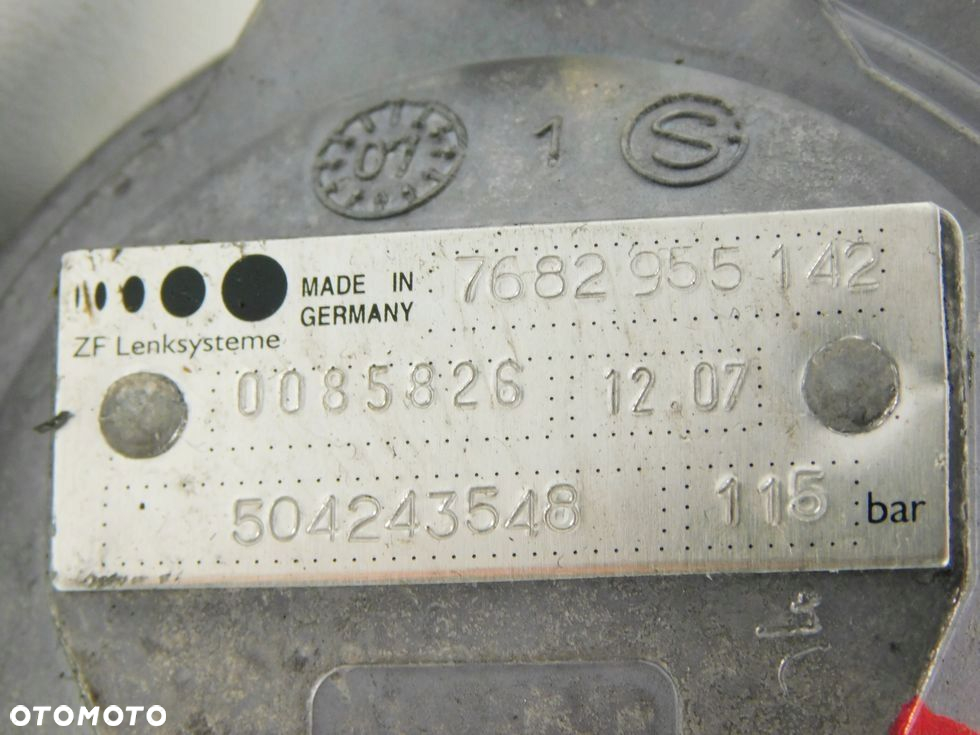 07 1 S
MADE IN 7682 955 142
GERMANY
ZF Lenksysteme
0085826 12.07
504243548 115 bar
OTOMOTO